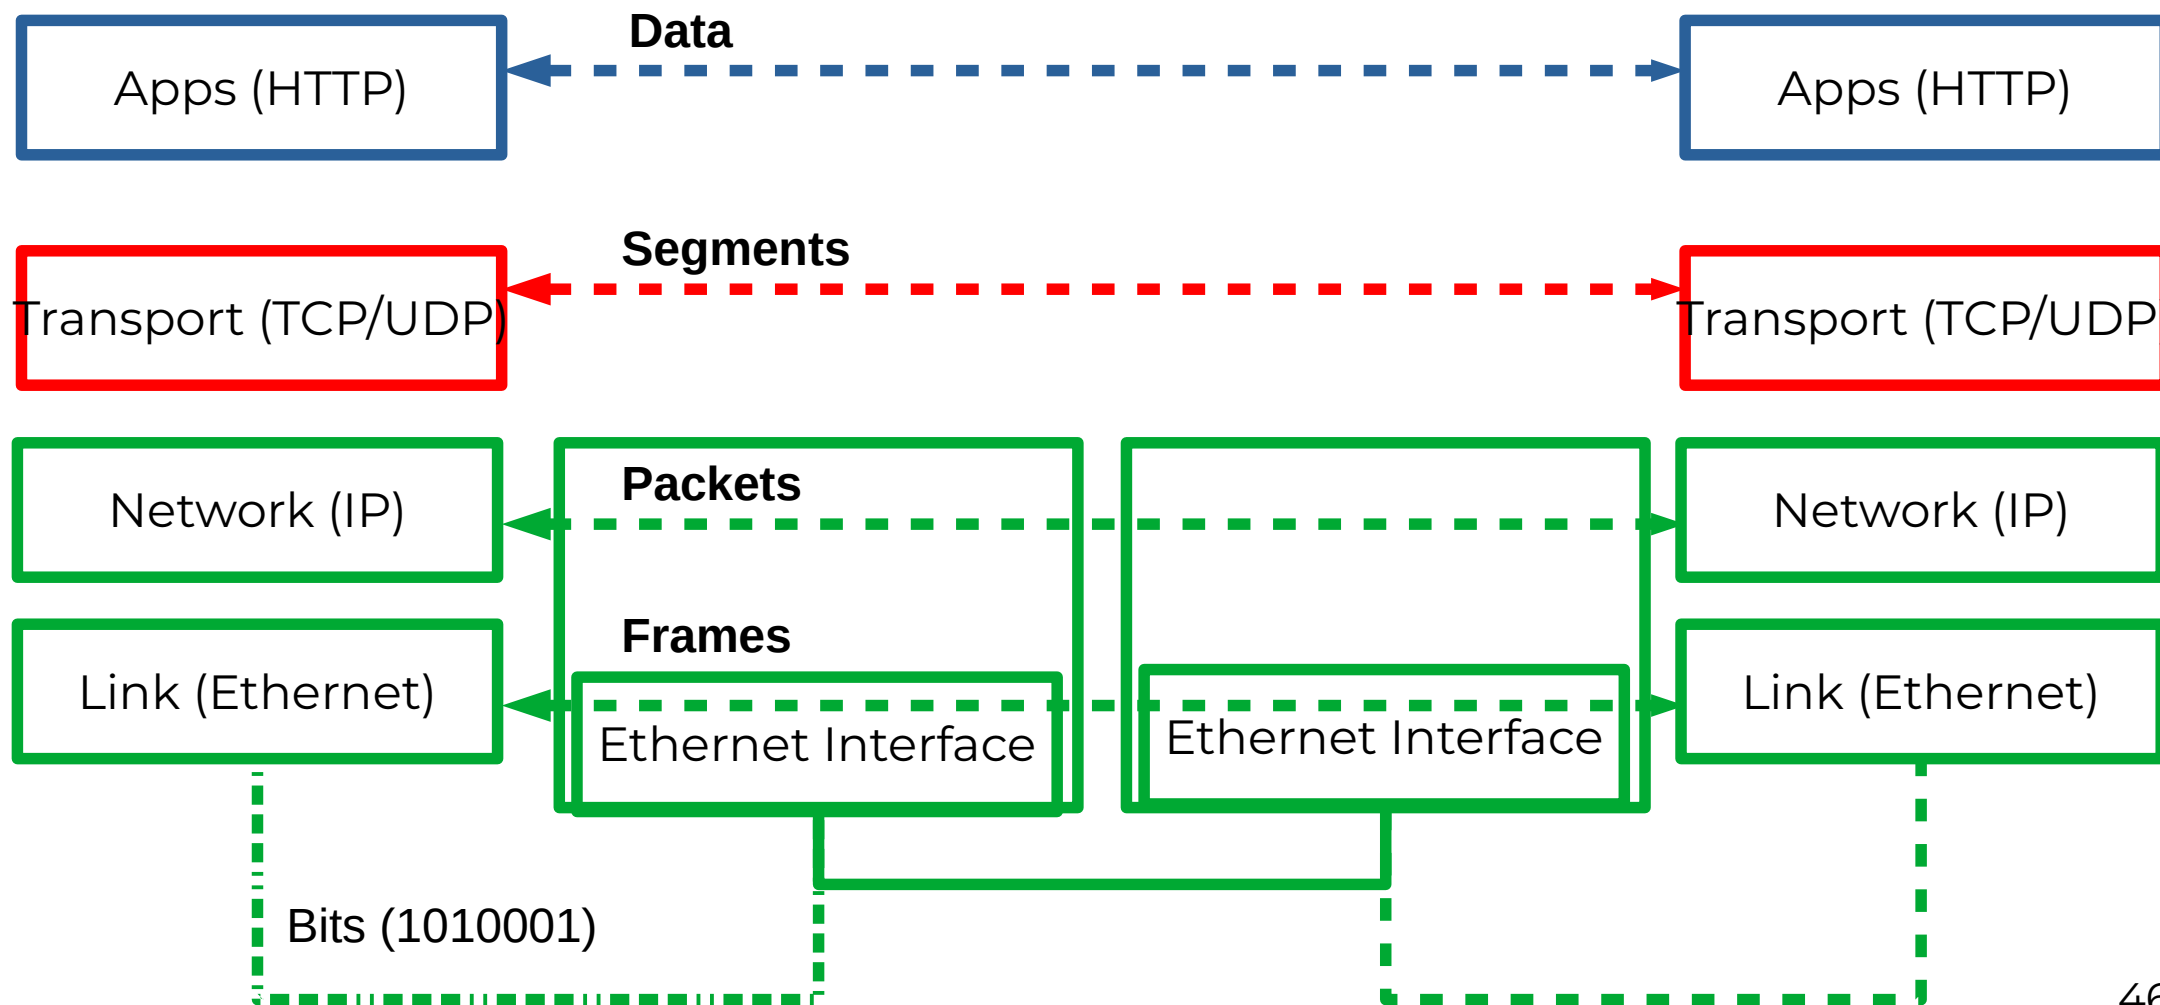 Data
Apps (HTTP)
Apps (HTTP)
Segments
Transport (TCP/UDP)
Transport (TCP/UDP
Packets
Network (IP)
Network (IP)
Frames
Link (Ethernet)
Ethernet Interface
Ethernet Interface
Link (Ethernet)
Bits (1010001)
46